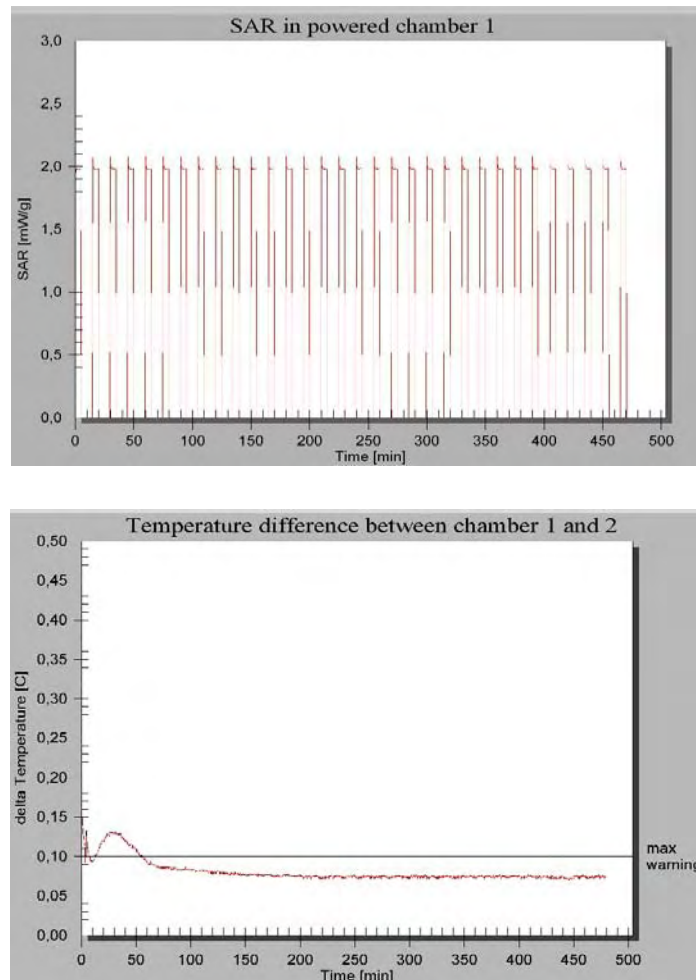 SAR in powered chamber 1
3,0
2,5
2,0
1,5
1,0
0,5
0,0
SAR [mW/g]
0 50 100 150 200 250 300 350 400 450 500
Time [min]
Temperature difference between chamber 1 and 2
0,50
0,45
0,40
0,35
0,30
0,25
0,20
0,15
0,10
0,05
0,00
delta Temperature [C]
max
warning
0 50 100 150 200 250 300 350 400 450 500
Time [min]